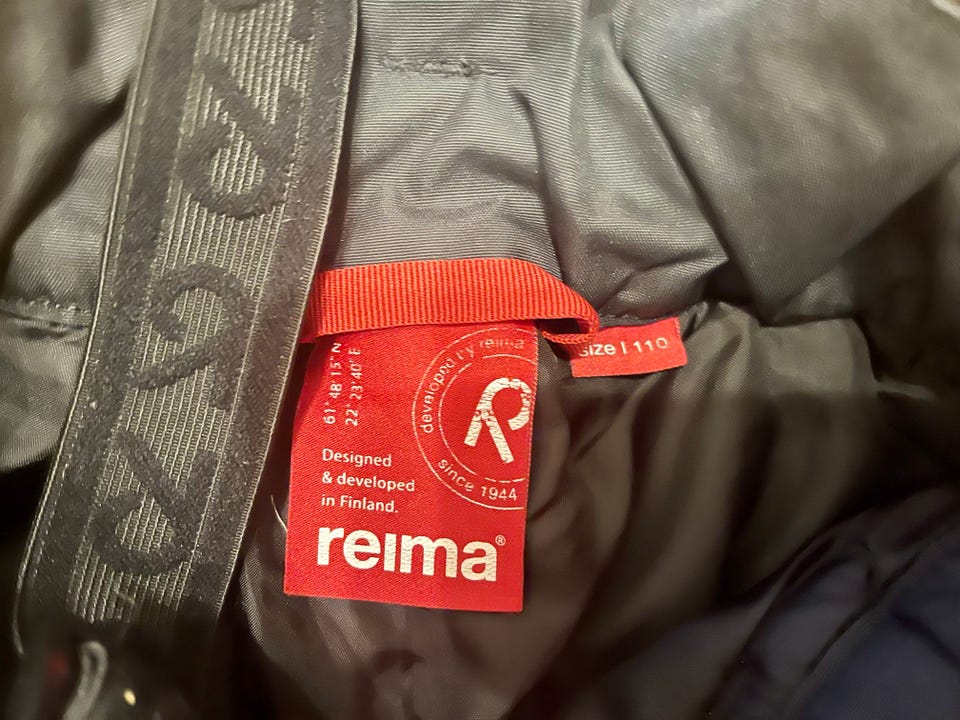 61° 48' 15" N
22° 23' 40" E
developed by reima
R
since 1944
Designed
& developed
in Finland.
reima®
size | 110